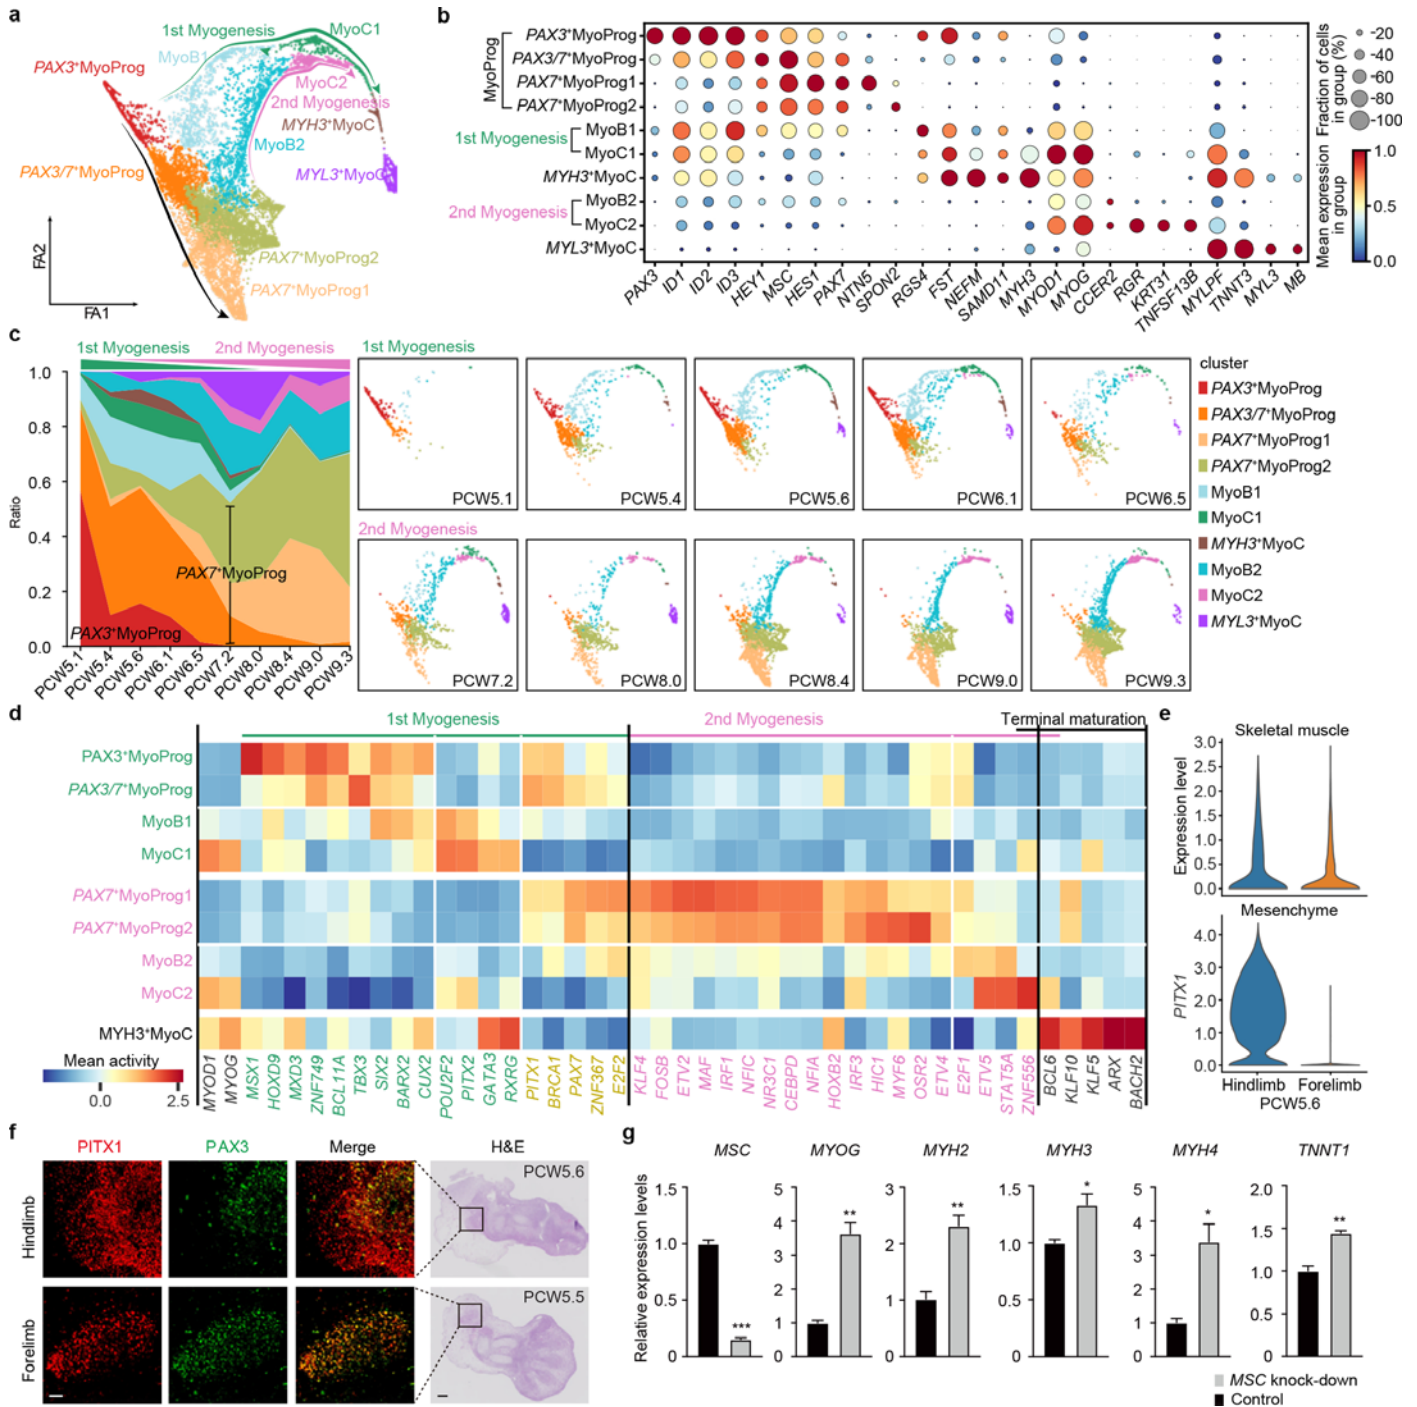 a
1st Myogenesis
MyoC1
MyoB1
PAX3⁺MyoProg
MyoC2
2nd Myogenesis
MYH3⁺MyoC
MyoB2
PAX3/7⁺MyoProg
MYL3⁺MyoC
PAX7⁺MyoProg2
PAX7⁺MyoProg1
FA2
FA1
b
MyoProg
PAX3⁺MyoProg
PAX3/7⁺MyoProg
PAX7⁺MyoProg1
PAX7⁺MyoProg2
1st Myogenesis
MyoB1
MyoC1
MYH3⁺MyoC
2nd Myogenesis
MyoB2
MyoC2
MYL3⁺MyoC
PAX3 ID1 ID2 ID3 HEY1 MSC HES1 PAX7 NTN5 SPON2 RGS4 FST NEFM SAMD11 MYH3 MYOD1 MYOG CCER2 RGR KRT31 TNFSF13B MYLPF TNNT3 MYL3 MB
Fraction of cells
in group (%)
-20
-40
-60
-80
-100
Mean expression
in group
1.0
0.5
0.0
c
1st Myogenesis
2nd Myogenesis
Ratio
1.0
0.8
0.6
0.4
0.2
0.0
PAX7⁺MyoProg
PAX3⁺MyoProg
PCW5.1 PCW5.4 PCW5.6 PCW6.1 PCW6.5 PCW7.2 PCW8.0 PCW8.4 PCW9.0 PCW9.3
1st Myogenesis
PCW5.1 PCW5.4 PCW5.6 PCW6.1 PCW6.5
2nd Myogenesis
PCW7.2 PCW8.0 PCW8.4 PCW9.0 PCW9.3
cluster
PAX3⁺MyoProg
PAX3/7⁺MyoProg
PAX7⁺MyoProg1
PAX7⁺MyoProg2
MyoB1
MyoC1
MYH3⁺MyoC
MyoB2
MyoC2
MYL3⁺MyoC
d
1st Myogenesis
2nd Myogenesis
Terminal maturation
PAX3⁺MyoProg
PAX3/7⁺MyoProg
MyoB1
MyoC1
PAX7⁺MyoProg1
PAX7⁺MyoProg2
MyoB2
MyoC2
MYH3⁺MyoC
Mean activity
0.0 2.5
MYOD1 MYOG MSX1 HOXD9 MXD3 ZNF749 BCL11A TBX3 SIX2 BARX2 CUX2 POU2F2 PITX2 GATA3 RXRG PITX1 BRCA1 PAX7 ZNF367 E2F2 KLF4 FOSB ETV2 MAF IRF1 NFIC NR3C1 CEBPD NFIA HOXB2 IRF3 HIC1 MYF6 OSR2 ETV4 E2F1 ETV5 STAT5A ZNF556 BCL6 KLF10 KLF5 ARX BACH2
e
Skeletal muscle
Expression level
3.0
2.5
2.0
1.5
1.0
0.5
0.0
Mesenchyme
PITX1
4.0
3.0
2.0
1.0
0.0
Hindlimb Forelimb
PCW5.6
f
PITX1 PAX3 Merge H&E
Hindlimb
PCW5.6
Forelimb
PCW5.5
g
Relative expression levels
MSC
1.5
1.0
0.5
0
***
MYOG
5
4
3
2
1
0
**
MYH2
3
2
1
0
**
MYH3
1.5
1.0
0.5
0
*
MYH4
5
4
3
2
1
0
*
TNNT1
2.0
1.5
1.0
0.5
0
**
MSC knock-down
Control